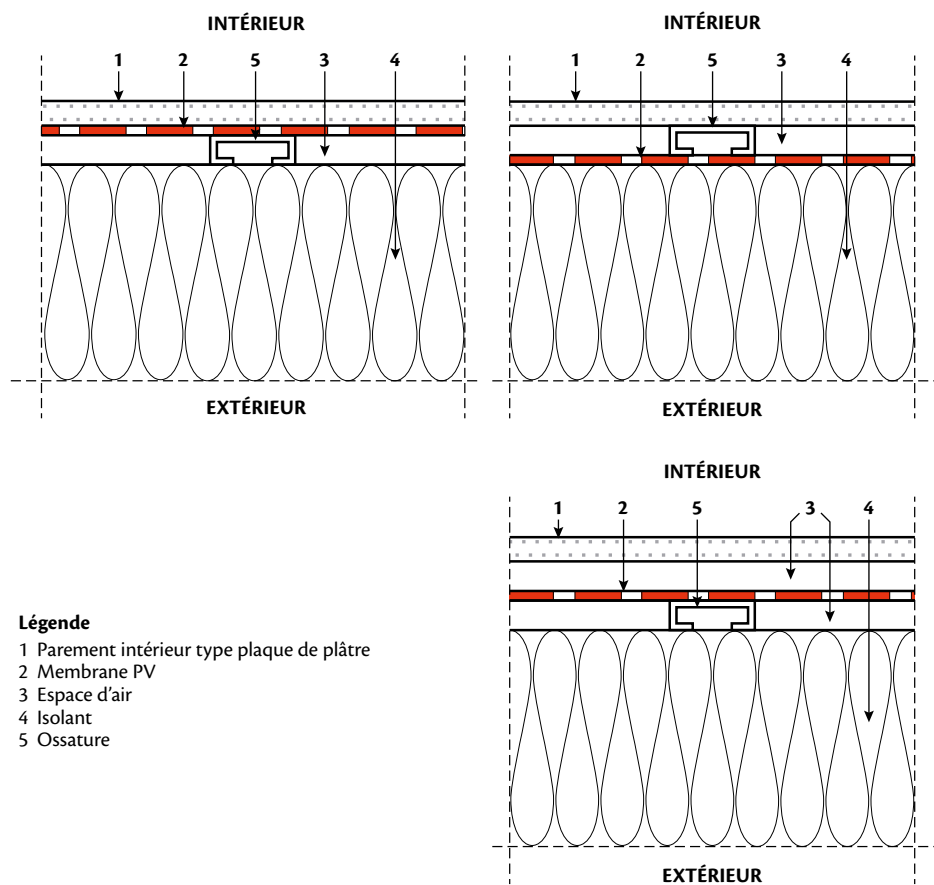 INTÉRIEUR
1 2 5 3 4
EXTÉRIEUR
INTÉRIEUR
1 2 5 3 4
EXTÉRIEUR
INTÉRIEUR
1 2 5 3 4
EXTÉRIEUR
Légende
1 Parement intérieur type plaque de plâtre
2 Membrane PV
3 Espace d'air
4 Isolant
5 Ossature